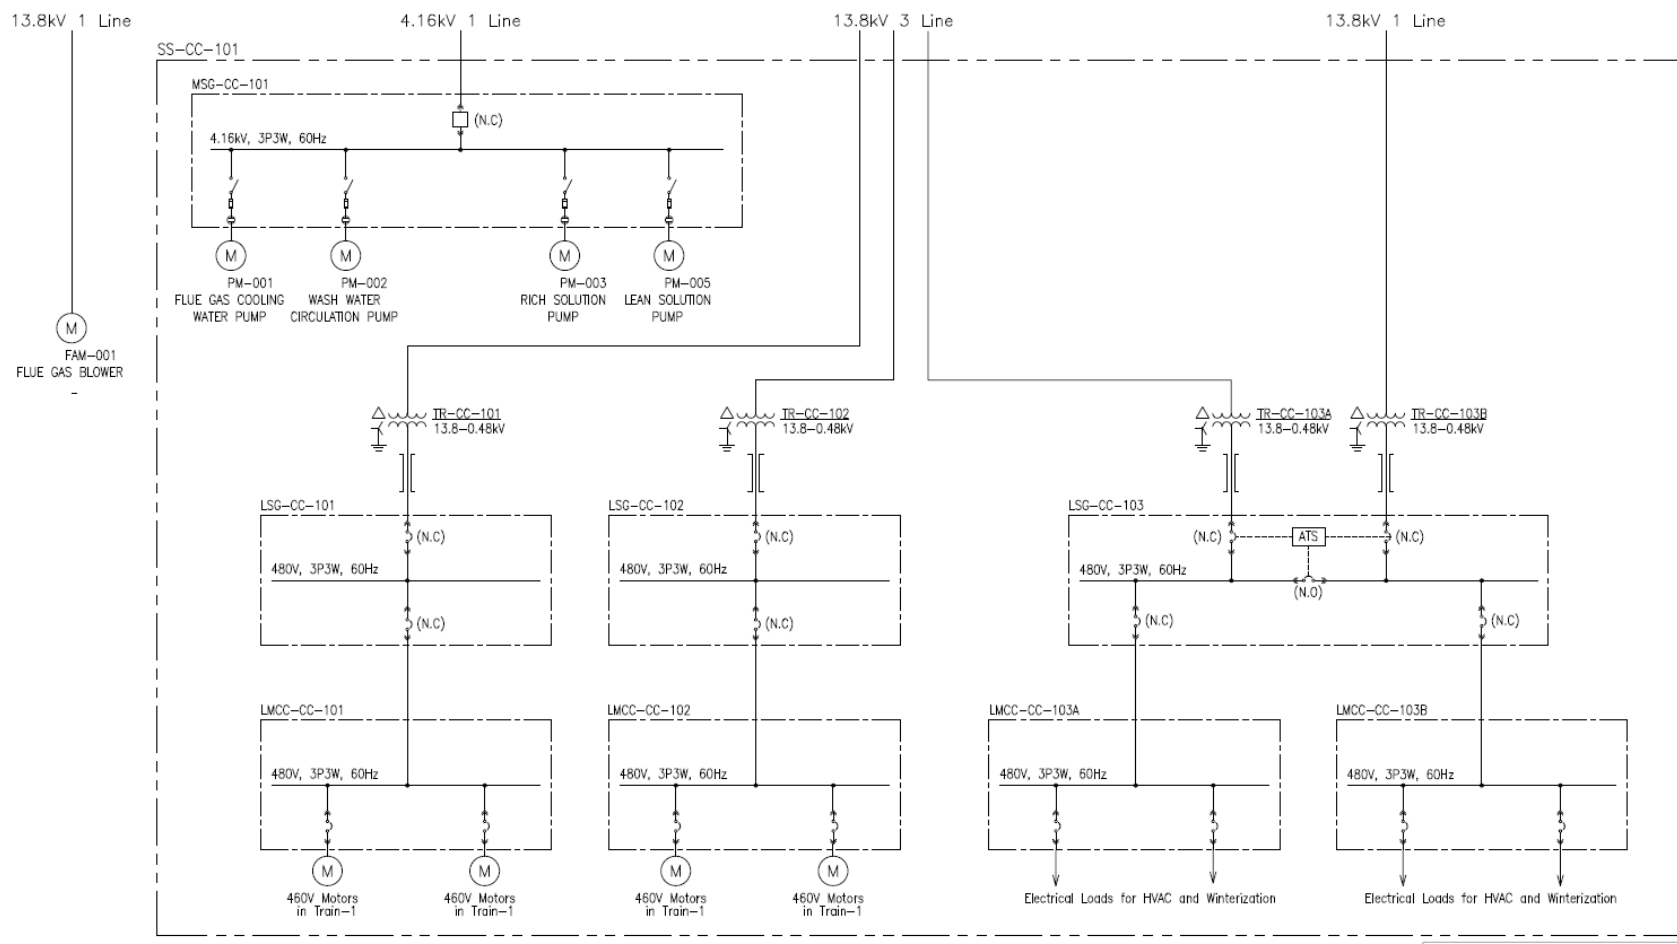 13.8kV 1 Line
4.16kV 1 Line
13.8kV 3 Line
13.8kV 1 Line
SS-CC-101
MSG-CC-101
(N.C)
4.16kV, 3P3W, 60Hz
M
M
M
M
PM-001
FLUE GAS COOLING
WATER PUMP
PM-002
WASH WATER
CIRCULATION PUMP
PM-003
RICH SOLUTION
PUMP
PM-005
LEAN SOLUTION
PUMP
M
FAM-001
FLUE GAS BLOWER
-
TR-CC-101
13.8-0.48kV
TR-CC-102
13.8-0.48kV
TR-CC-103A
13.8-0.48kV
TR-CC-103B
13.8-0.48kV
LSG-CC-101
(N.C)
480V, 3P3W, 60Hz
(N.C)
LSG-CC-102
(N.C)
480V, 3P3W, 60Hz
(N.C)
LSG-CC-103
(N.C)
ATS
(N.C)
480V, 3P3W, 60Hz
(N.O)
(N.C)
(N.C)
LMCC-CC-101
480V, 3P3W, 60Hz
M
M
460V Motors
in Train-1
460V Motors
in Train-1
LMCC-CC-102
480V, 3P3W, 60Hz
M
M
460V Motors
in Train-1
460V Motors
in Train-1
LMCC-CC-103A
480V, 3P3W, 60Hz
Electrical Loads for HVAC and Winterization
LMCC-CC-103B
480V, 3P3W, 60Hz
Electrical Loads for HVAC and Winterization